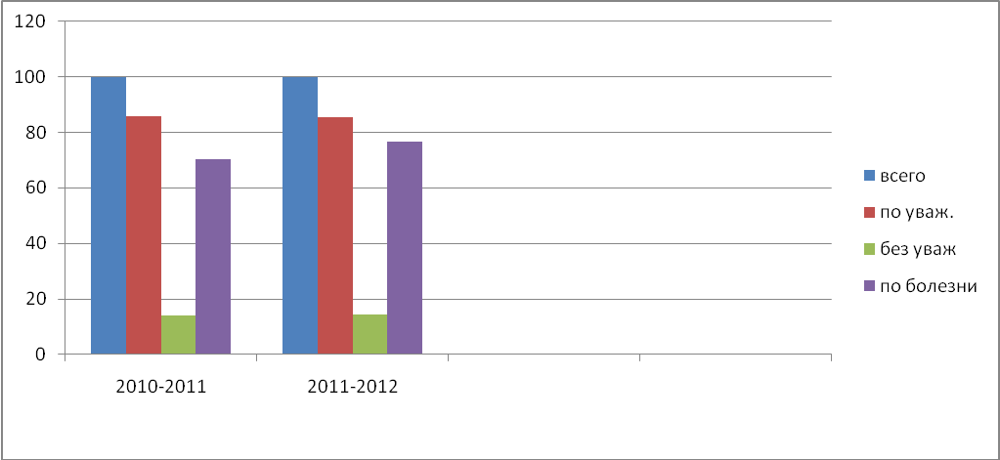 120
100
80
60
40
20
0
2010-2011
2011-2012
всего
по уваж.
без уваж
по болезни